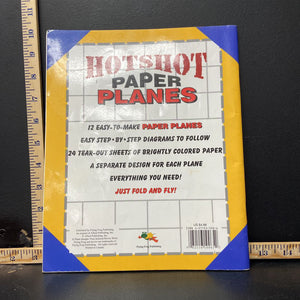 HOTSHOT
PAPER
PLANES
12 EASY-TO-MAKE PAPER PLANES
EASY STEP-BY-STEP DIAGRAMS TO FOLLOW
24 TEAR-OUT SHEETS OF BRIGHTLY COLORED PAPER
A SEPARATE DESIGN FOR EACH PLANE
EVERYTHING YOU NEED!
JUST FOLD AND FLY!